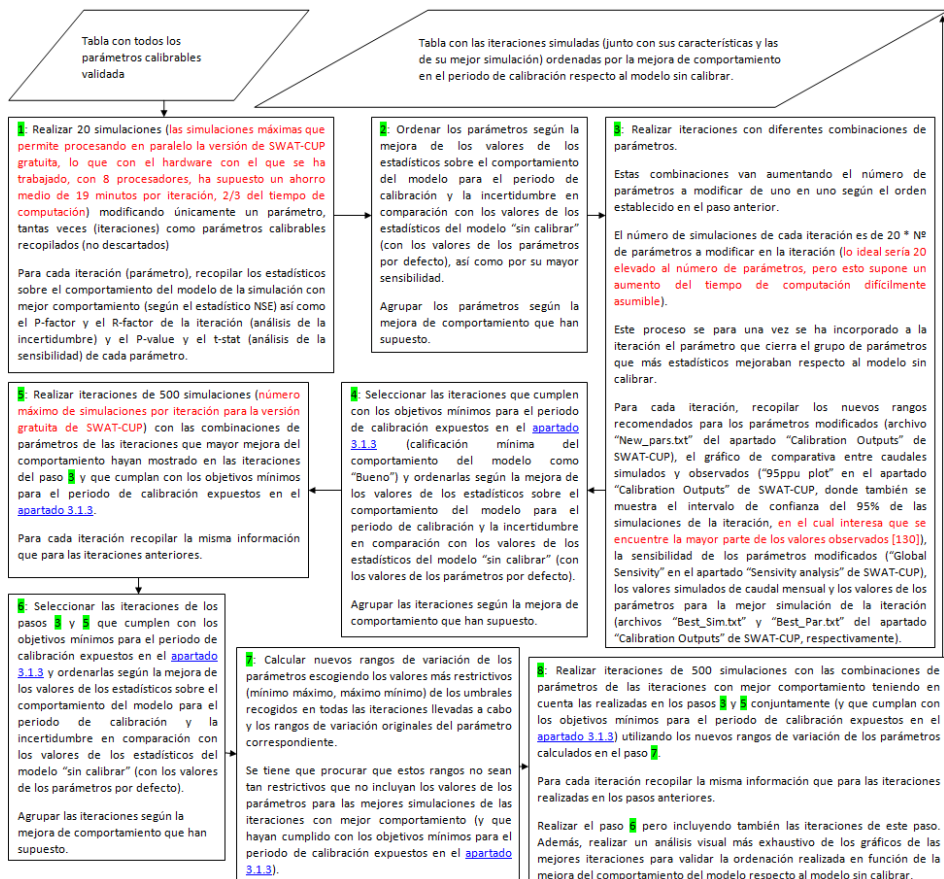 Tabla con todos los
parámetros calibrables
validada
Tabla con las iteraciones simuladas (junto con sus características y las
de su mejor simulación) ordenadas por la mejora de comportamiento
en el periodo de calibración respecto al modelo sin calibrar.
1: Realizar 20 simulaciones (las simulaciones máximas que
permite procesando en paralelo la versión de SWAT-CUP
gratuita, lo que con el hardware con el que se ha
trabajado, con 8 procesadores, ha supuesto un ahorro
medio de 19 minutos por iteración, 2/3 del tiempo de
computación) modificando únicamente un parámetro,
tantas veces (iteraciones) como parámetros calibrables
recopilados (no descartados)
Para cada iteración (parámetro), recopilar los estadísticos
sobre el comportamiento del modelo de la simulación con
mejor comportamiento (según el estadístico NSE) así como
el P-factor y el R-factor de la iteración (análisis de la
incertidumbre) y el P-value y el t-stat (análisis de la
sensibilidad) de cada parámetro.
2: Ordenar los parámetros según la
mejora de los valores de los
estadísticos sobre el comportamiento
del modelo para el periodo de
calibración y la incertidumbre en
comparación con los valores de los
estadísticos del modelo "sin calibrar"
(con los valores de los parámetros
por defecto), así como por su mayor
sensibilidad.
Agrupar los parámetros según la
mejora de comportamiento que han
supuesto.
3: Realizar iteraciones con diferentes combinaciones de
parámetros.
Estas combinaciones van aumentando el número de
parámetros a modificar de uno en uno según el orden
establecido en el paso anterior.
El número de simulaciones de cada iteración es de 20 * Nº
de parámetros a modificar en la iteración (lo ideal sería 20
elevado al número de parámetros, pero esto supone un
aumento del tiempo de computación difícilmente
asumible).
Este proceso se para una vez se ha incorporado a la
iteración el parámetro que cierra el grupo de parámetros
que más estadísticos mejoraban respecto al modelo sin
calibrar.
Para cada iteración, recopilar los nuevos rangos
recomendados para los parámetros modificados (archivo
"New_pars.txt" del apartado "Calibration Outputs" de
SWAT-CUP), el gráfico de comparativa entre caudales
simulados y observados ("95ppu plot" en el apartado
"Calibration Outputs" de SWAT-CUP, donde también se
muestra el intervalo de confianza del 95% de las
simulaciones de la iteración, en el cual interesa que se
encuentre la mayor parte de los valores observados [130]),
la sensibilidad de los parámetros modificados ("Global
Sensivity" en el apartado "Sensivity analysis" de SWAT-CUP),
los valores simulados de caudal mensual y los valores de los
parámetros para la mejor simulación de la iteración
(archivos "Best_Sim.txt" y "Best_Par.txt" del apartado
"Calibration Outputs" de SWAT-CUP, respectivamente).
5: Realizar iteraciones de 500 simulaciones (número
máximo de simulaciones por iteración para la versión
gratuita de SWAT-CUP) con las combinaciones de
parámetros de las iteraciones que mayor mejora del
comportamiento hayan mostrado en las iteraciones
del paso 3 y que cumplan con los objetivos mínimos
para el periodo de calibración expuestos en el
apartado 3.1.3.
Para cada iteración recopilar la misma información
que para las iteraciones anteriores.
4: Seleccionar las iteraciones que cumplen
con los objetivos mínimos para el periodo
de calibración expuestos en el apartado
3.1.3 (calificación mínima del
comportamiento del modelo como
"Bueno") y ordenarlas según la mejora de
los valores de los estadísticos sobre el
comportamiento del modelo para el
periodo de calibración y la incertidumbre
en comparación con los valores de los
estadísticos del modelo "sin calibrar" (con
los valores de los parámetros por defecto).
Agrupar las iteraciones según la mejora de
comportamiento que han supuesto.
6: Seleccionar las iteraciones de los
pasos 3 y 5 que cumplen con los
objetivos mínimos para el periodo de
calibración expuestos en el apartado
3.1.3 y ordenarlas según la mejora de
los valores de los estadísticos sobre el
comportamiento del modelo para el
periodo de calibración y la
incertidumbre en comparación con
los valores de los estadísticos del
modelo "sin calibrar" (con los valores
de los parámetros por defecto).
Agrupar las iteraciones según la
mejora de comportamiento que han
supuesto.
7: Calcular nuevos rangos de variación de los
parámetros escogiendo los valores más restrictivos
(mínimo máximo, máximo mínimo) de los umbrales
recogidos en todas las iteraciones llevadas a cabo
y los rangos de variación originales del parámetro
correspondiente.
Se tiene que procurar que estos rangos no sean
tan restrictivos que no incluyan los valores de los
parámetros para las mejores simulaciones de las
iteraciones con mejor comportamiento (y que
hayan cumplido con los objetivos mínimos para el
periodo de calibración expuestos en el apartado
3.1.3).
8: Realizar iteraciones de 500 simulaciones con las combinaciones de
parámetros de las iteraciones con mejor comportamiento teniendo en
cuenta las realizadas en los pasos 3 y 5 conjuntamente (y que cumplan con
los objetivos mínimos para el periodo de calibración expuestos en el
apartado 3.1.3) utilizando los nuevos rangos de variación de los parámetros
calculados en el paso 7.
Para cada iteración recopilar la misma información que para las iteraciones
realizadas en los pasos anteriores.
Realizar el paso 6 pero incluyendo también las iteraciones de este paso.
Además, realizar un análisis visual más exhaustivo de los gráficos de las
mejores iteraciones para validar la ordenación realizada en función de la
mejora del comportamiento del modelo respecto al modelo sin calibrar.